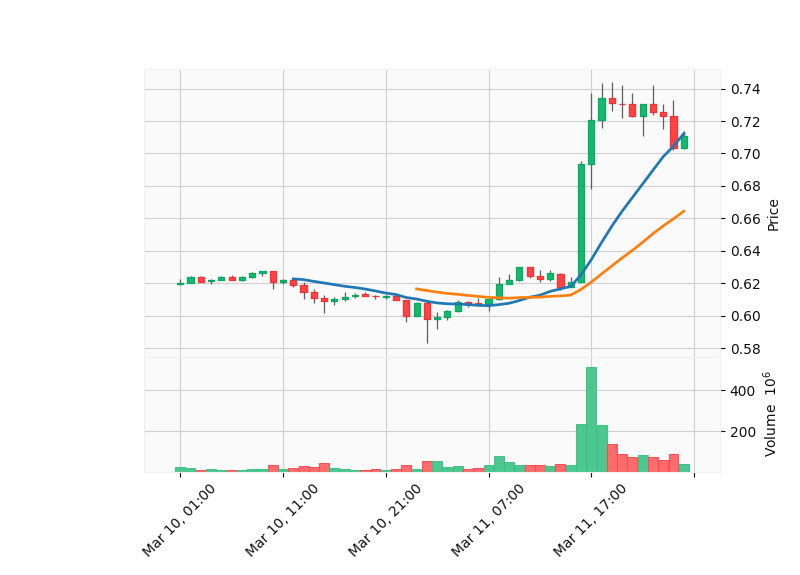 0.74
0.72
0.70
0.68
0.66
0.64
0.62
0.60
0.58
Price
400
200
Volume 10⁶
Mar 10, 01:00
Mar 10, 11:00
Mar 10, 21:00
Mar 11, 07:00
Mar 11, 17:00